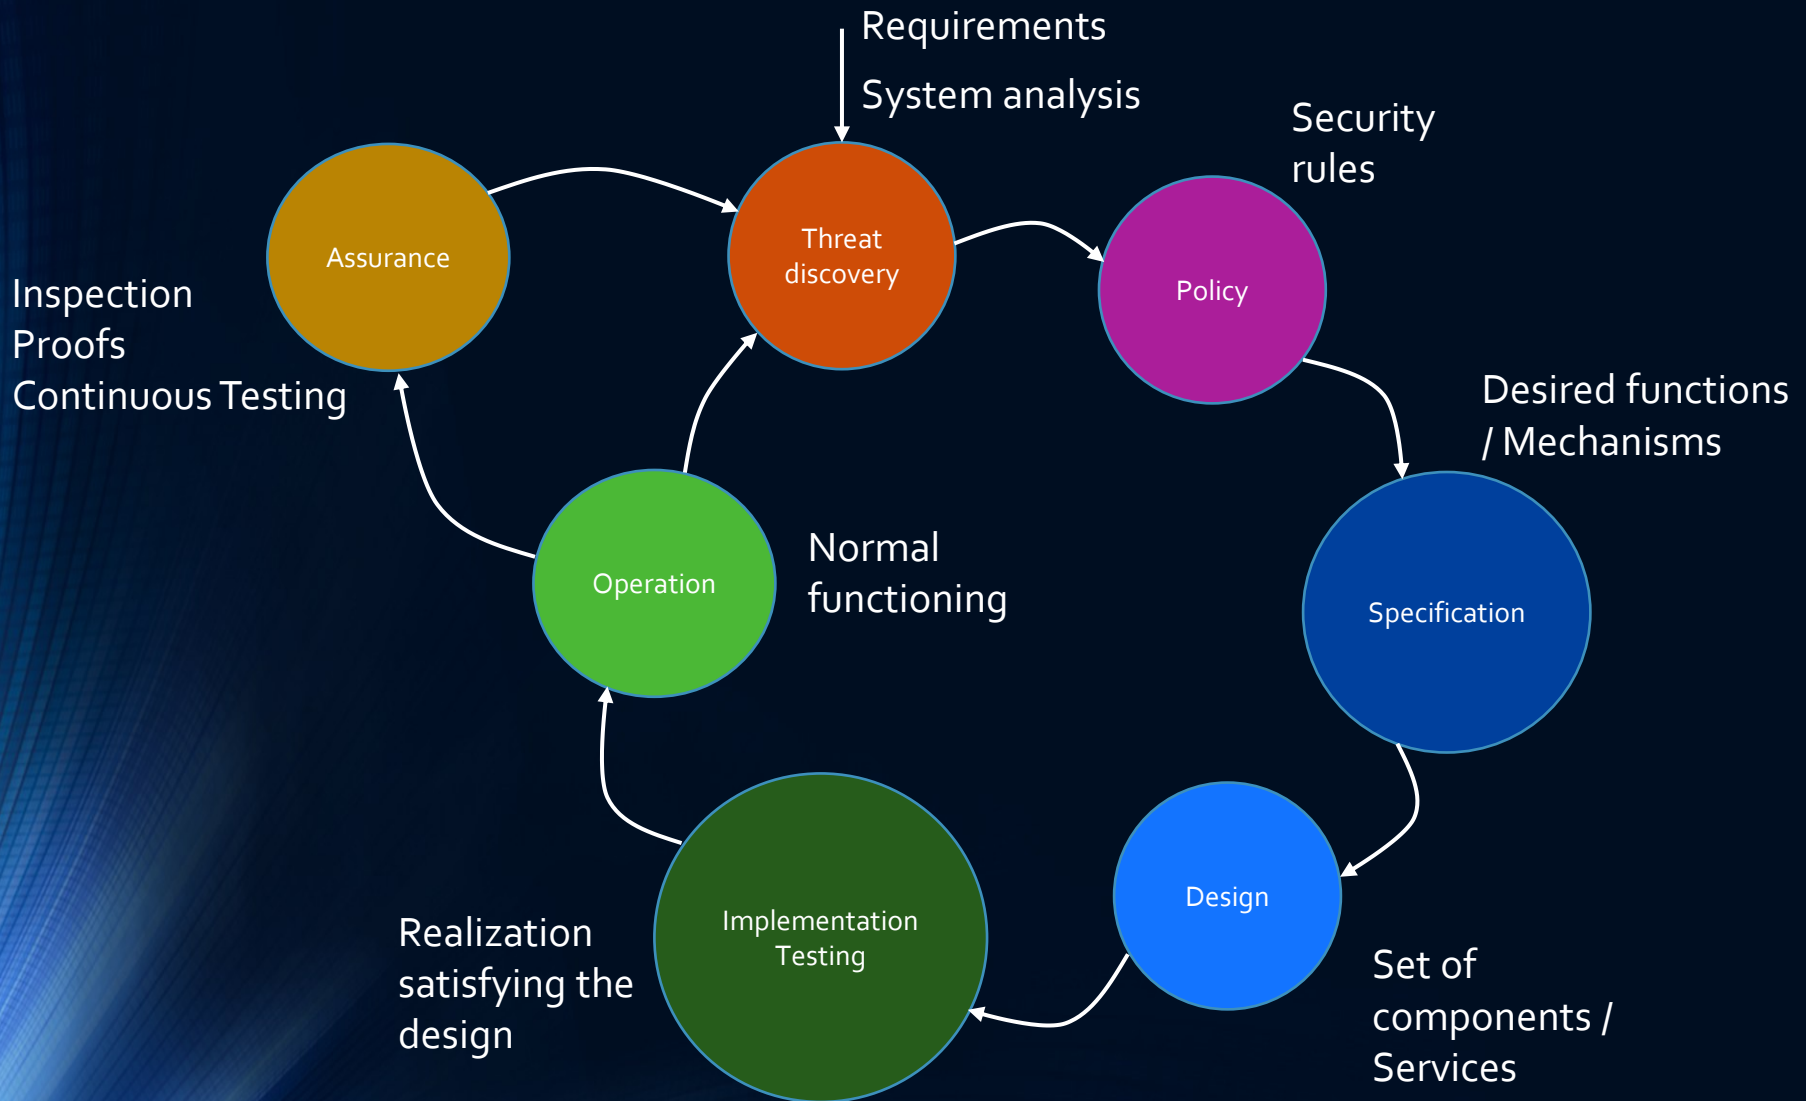 Requirements
System analysis
Security
rules
Threat
discovery
Assurance
Policy
Inspection
Proofs
Continuous Testing
Desired functions
/ Mechanisms
Normal
functioning
Operation
Specification
Design
Implementation
Testing
Realization
satisfying the
design
Set of
components /
Services